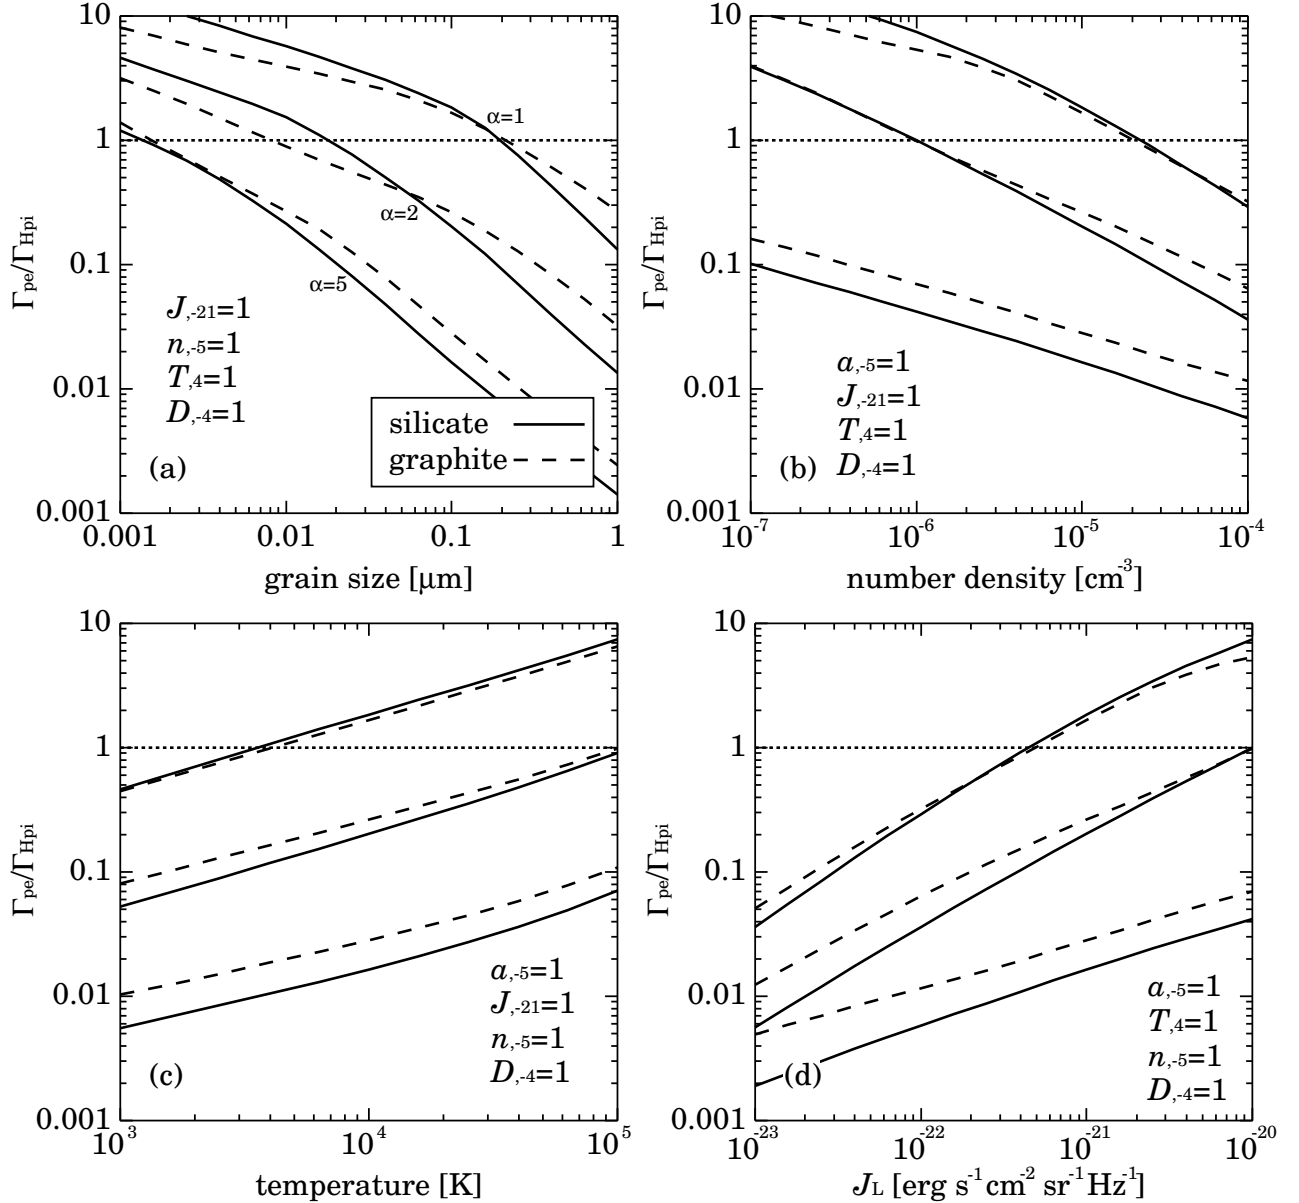 10
1
0.1
0.01
0.001
Γpe/ΓHpi
α=1
α=2
α=5
J,-21=1
n,-5=1
T,4=1
D,-4=1
silicate
graphite
(a)
0.001
0.01
0.1
1
grain size [μm]
10
1
0.1
0.01
0.001
Γpe/ΓHpi
a,-5=1
J,-21=1
T,4=1
D,-4=1
(b)
10-7
10-6
10-5
10-4
number density [cm-3]
10
1
0.1
0.01
0.001
Γpe/ΓHpi
a,-5=1
J,-21=1
n,-5=1
D,-4=1
(c)
103
104
105
temperature [K]
10
1
0.1
0.01
0.001
Γpe/ΓHpi
a,-5=1
T,4=1
n,-5=1
D,-4=1
(d)
10-23
10-22
10-21
10-20
JL [erg s-1cm-2 sr-1Hz-1]